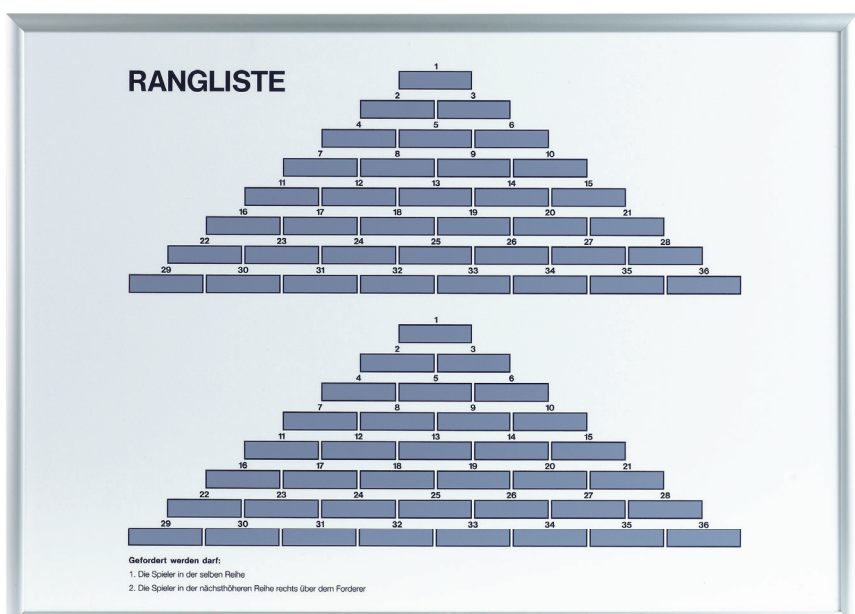 RANGLISTE
1
2 3
4 5 6
7 8 9 10
11 12 13 14 15
16 17 18 19 20 21
22 23 24 25 26 27 28
29 30 31 32 33 34 35 36
1
2 3
4 5 6
7 8 9 10
11 12 13 14 15
16 17 18 19 20 21
22 23 24 25 26 27 28
29 30 31 32 33 34 35 36
Gefordert werden darf:
1. Die Spieler in der selben Reihe
2. Die Spieler in der nächsthöheren Reihe rechts über dem Forderer